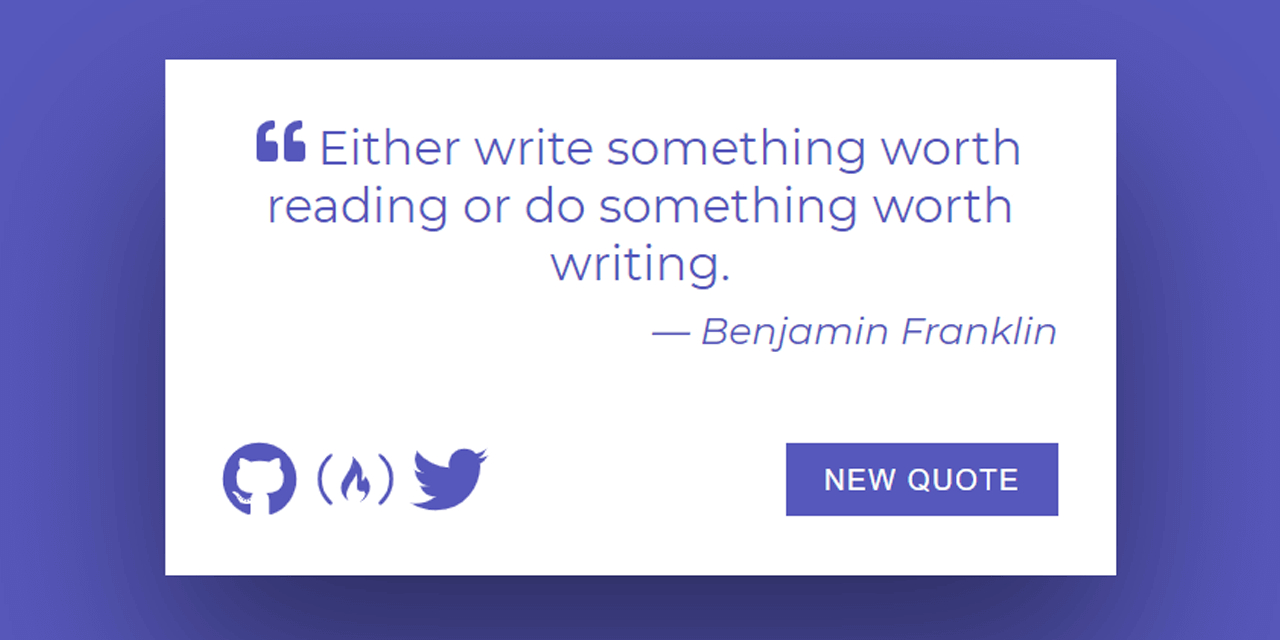 “ Either write something worth
reading or do something worth
writing.
— Benjamin Franklin
NEW QUOTE